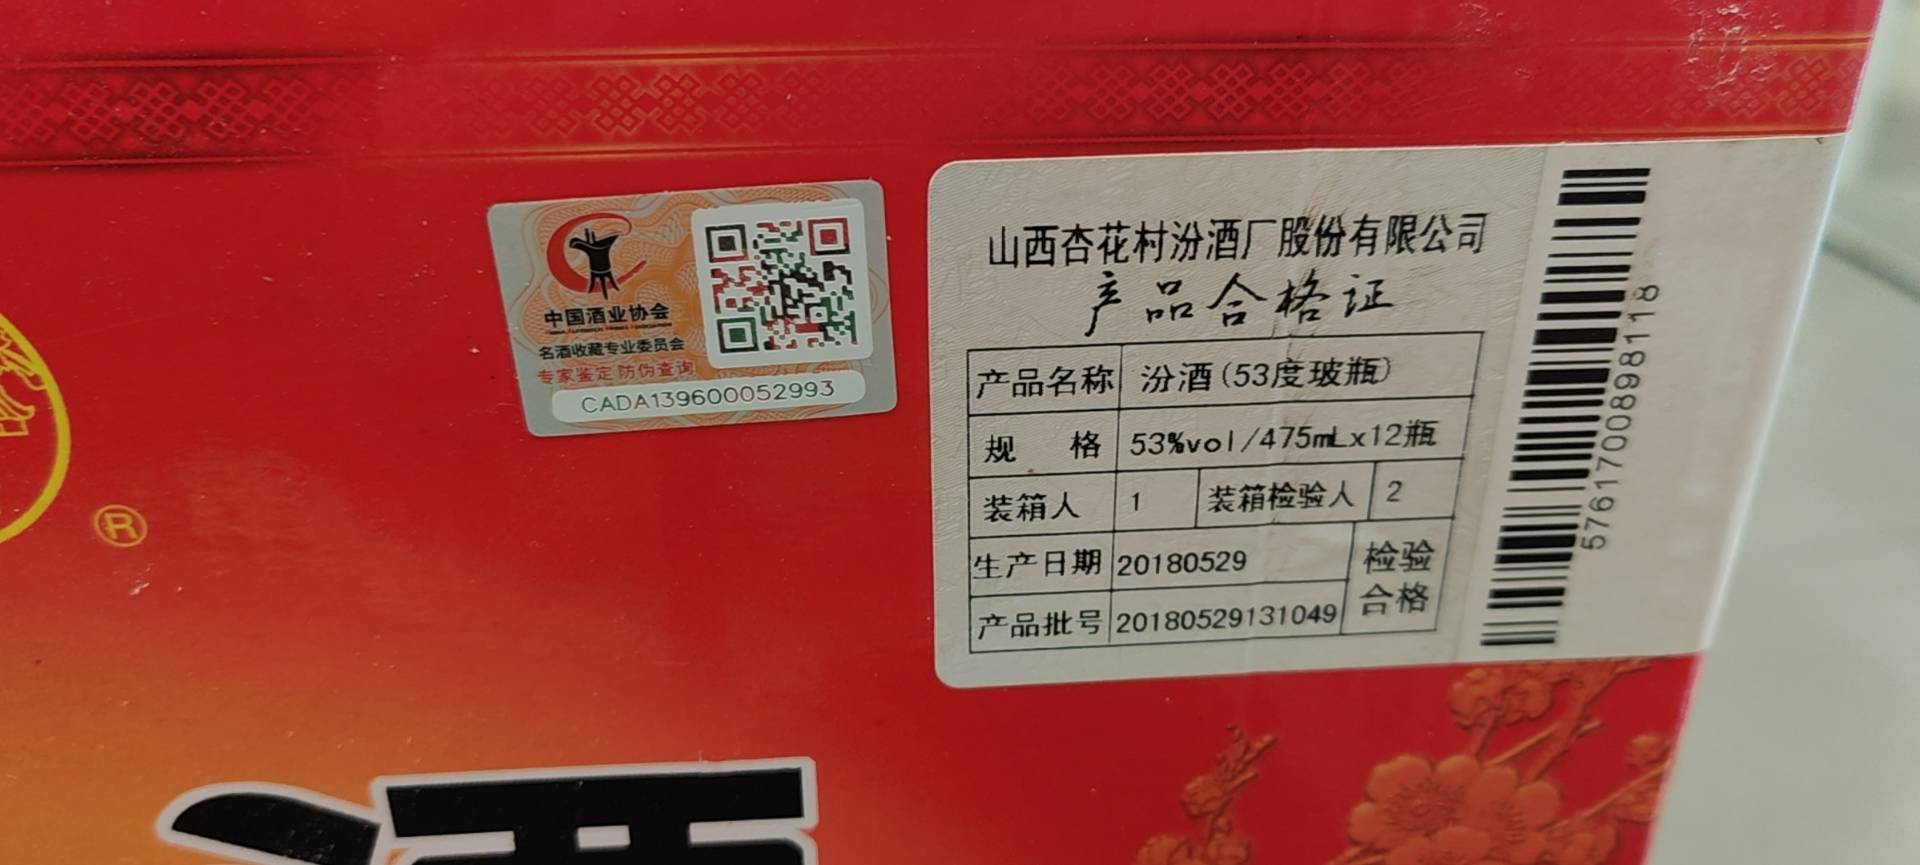 中国酒业协会
名酒收藏专业委员会
专家鉴定 防伪查询
CADA139600052993
®
山西杏花村汾酒厂股份有限公司
产品合格证
产品名称 汾酒(53度玻瓶)
规 格 53%vol/475mLx12瓶
装箱人 1 装箱检验人 2
生产日期 20180529
产品批号 20180529131049
检验
合格
5761700898118